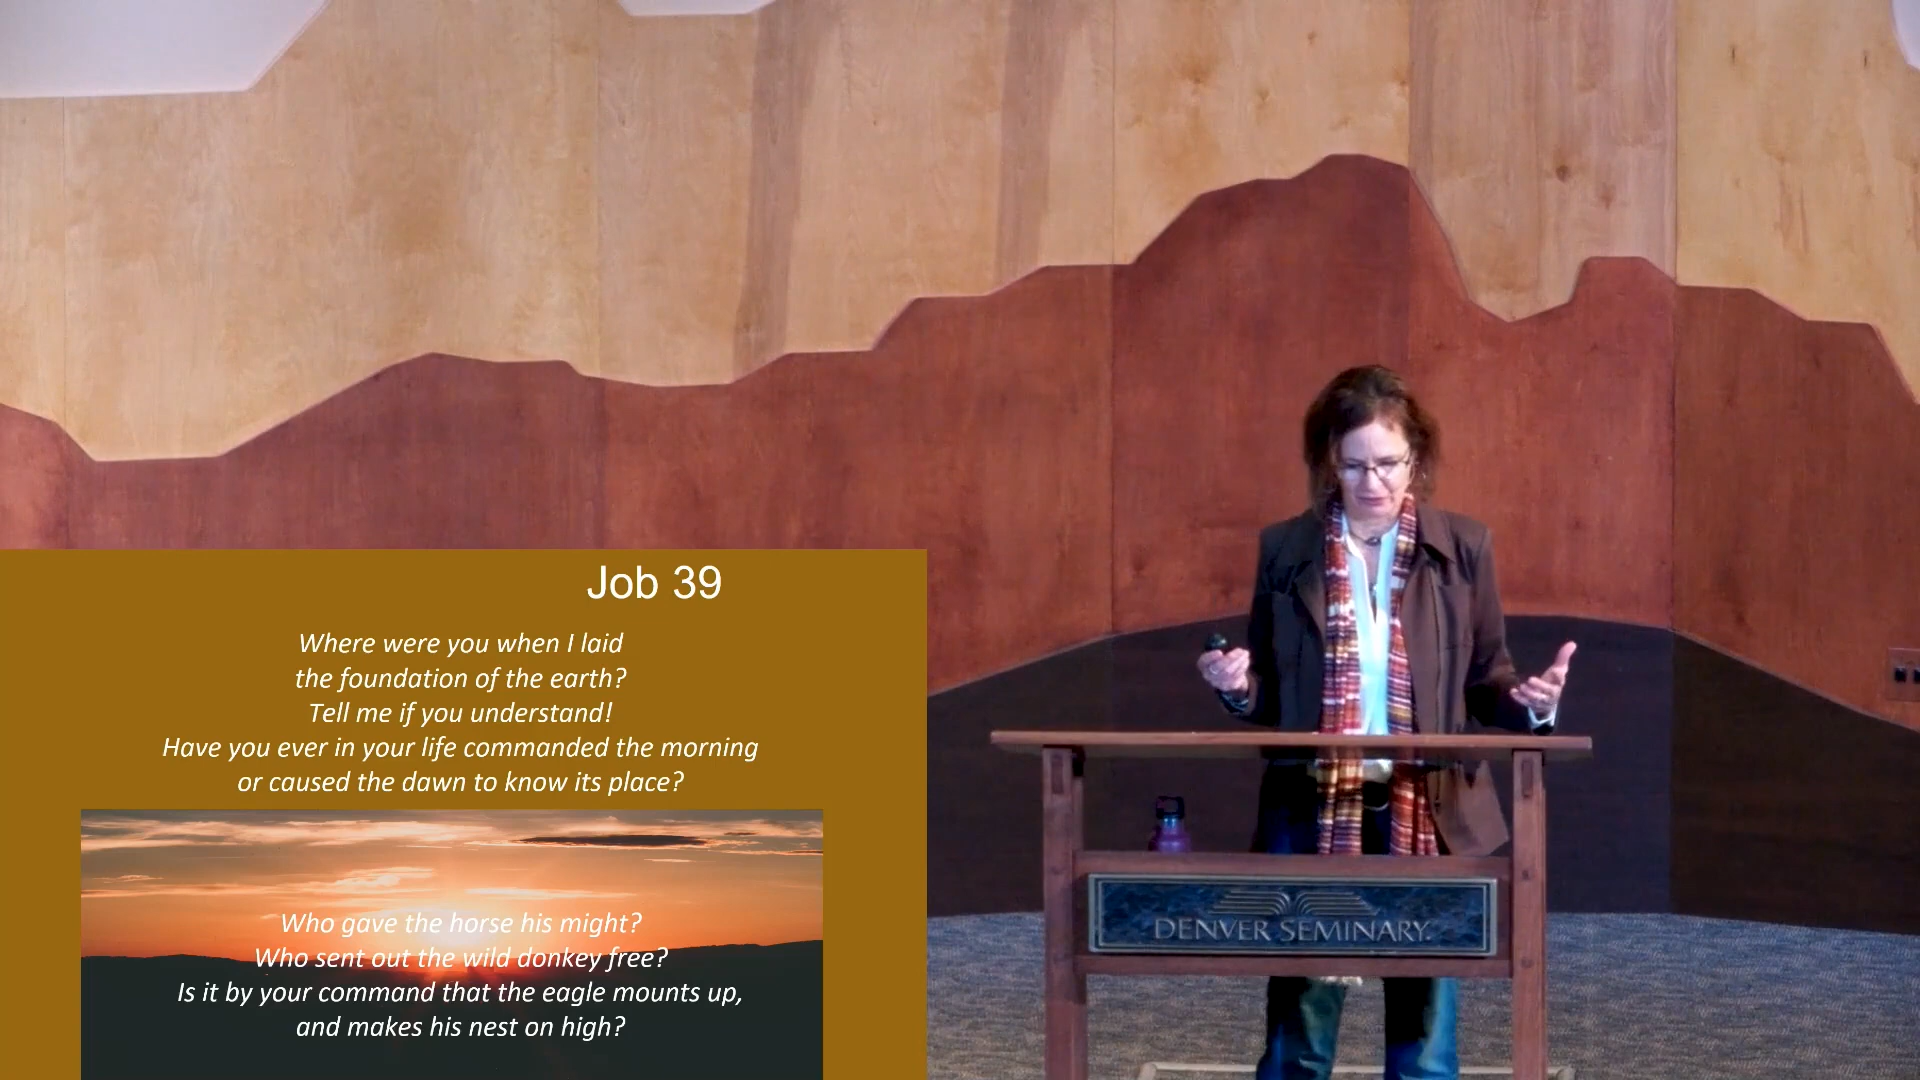 Job 39
Where were you when I laid
the foundation of the earth?
Tell me if you understand!
Have you ever in your life commanded the morning
or caused the dawn to know its place?
Who gave the horse his might?
Who sent out the wild donkey free?
Is it by your command that the eagle mounts up,
and makes his nest on high?
DENVER SEMINARY.